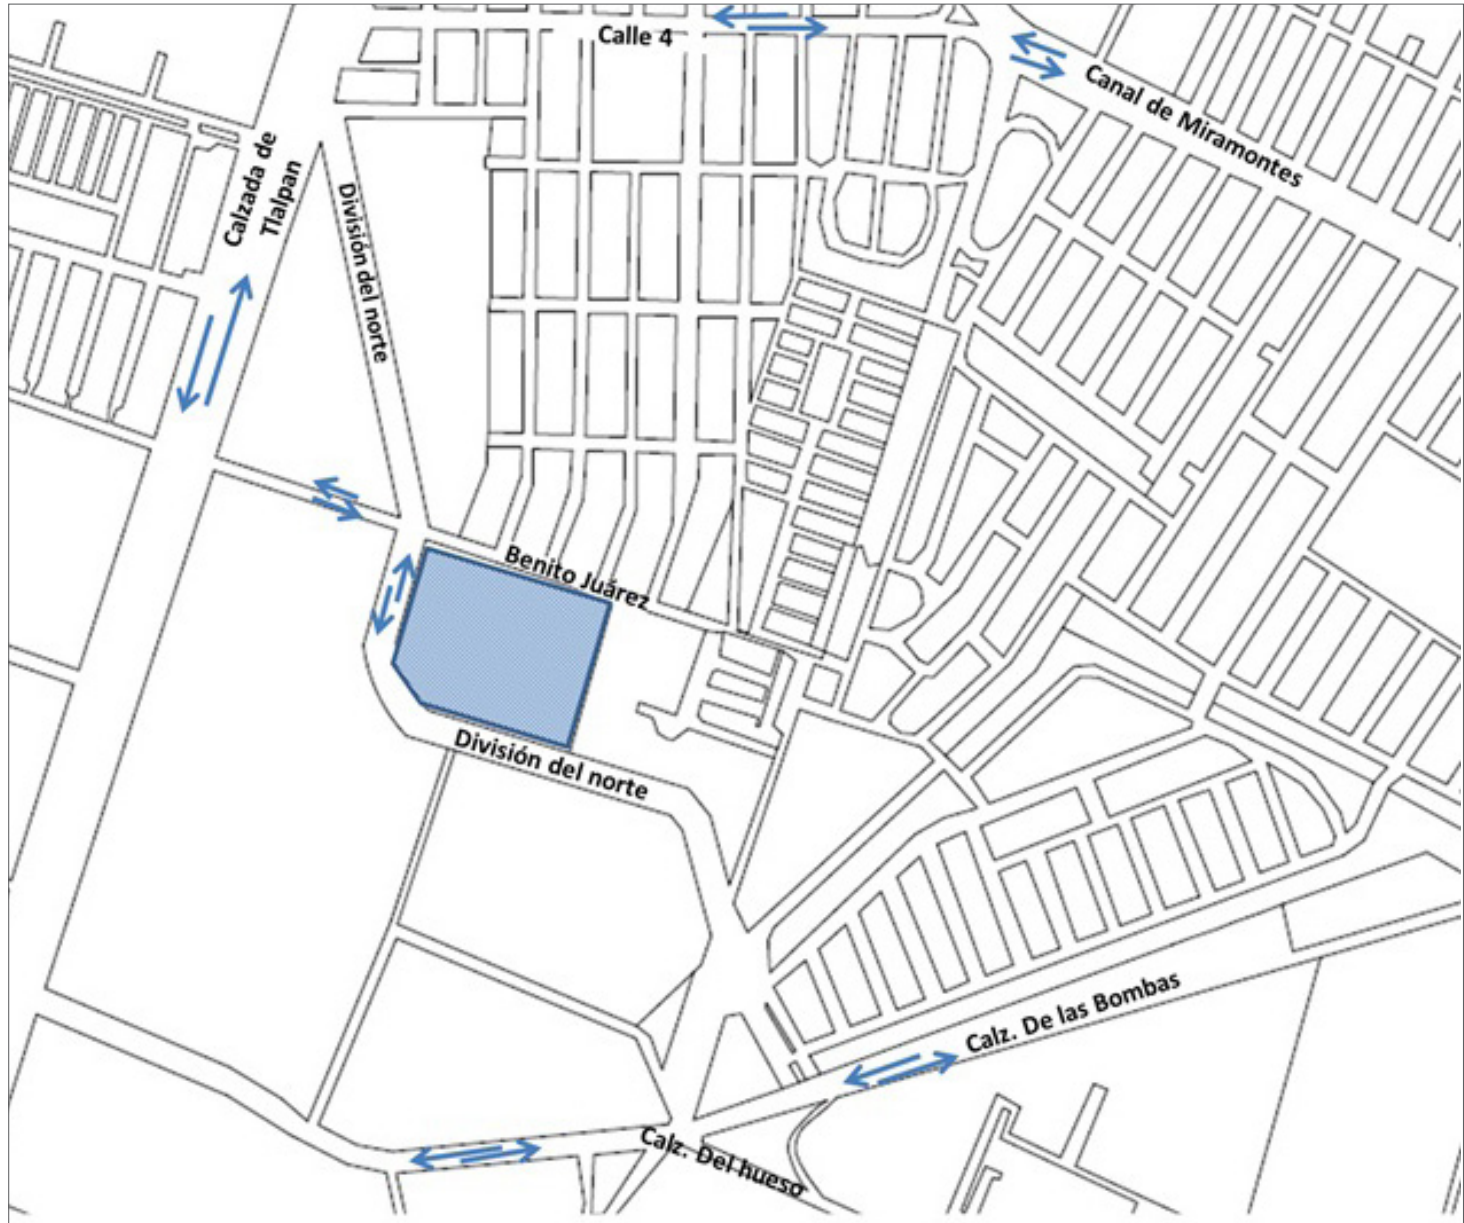 Calle 4
Canal de Miramontes
Calzada de
Tlalpan
División del norte
Benito Juárez
División del norte
Calz. De las Bombas
Calz. Del hueso